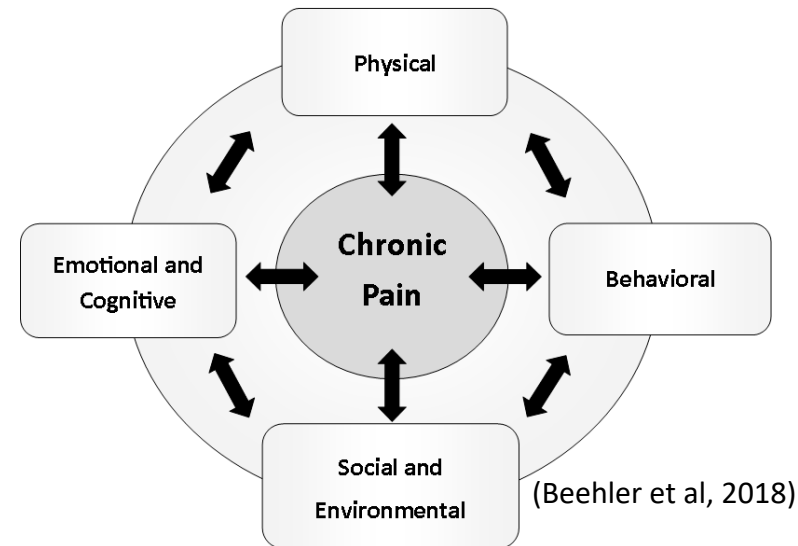 Physical
Emotional and
Cognitive
Chronic
Pain
Behavioral
Social and
Environmental
(Beehler et al, 2018)